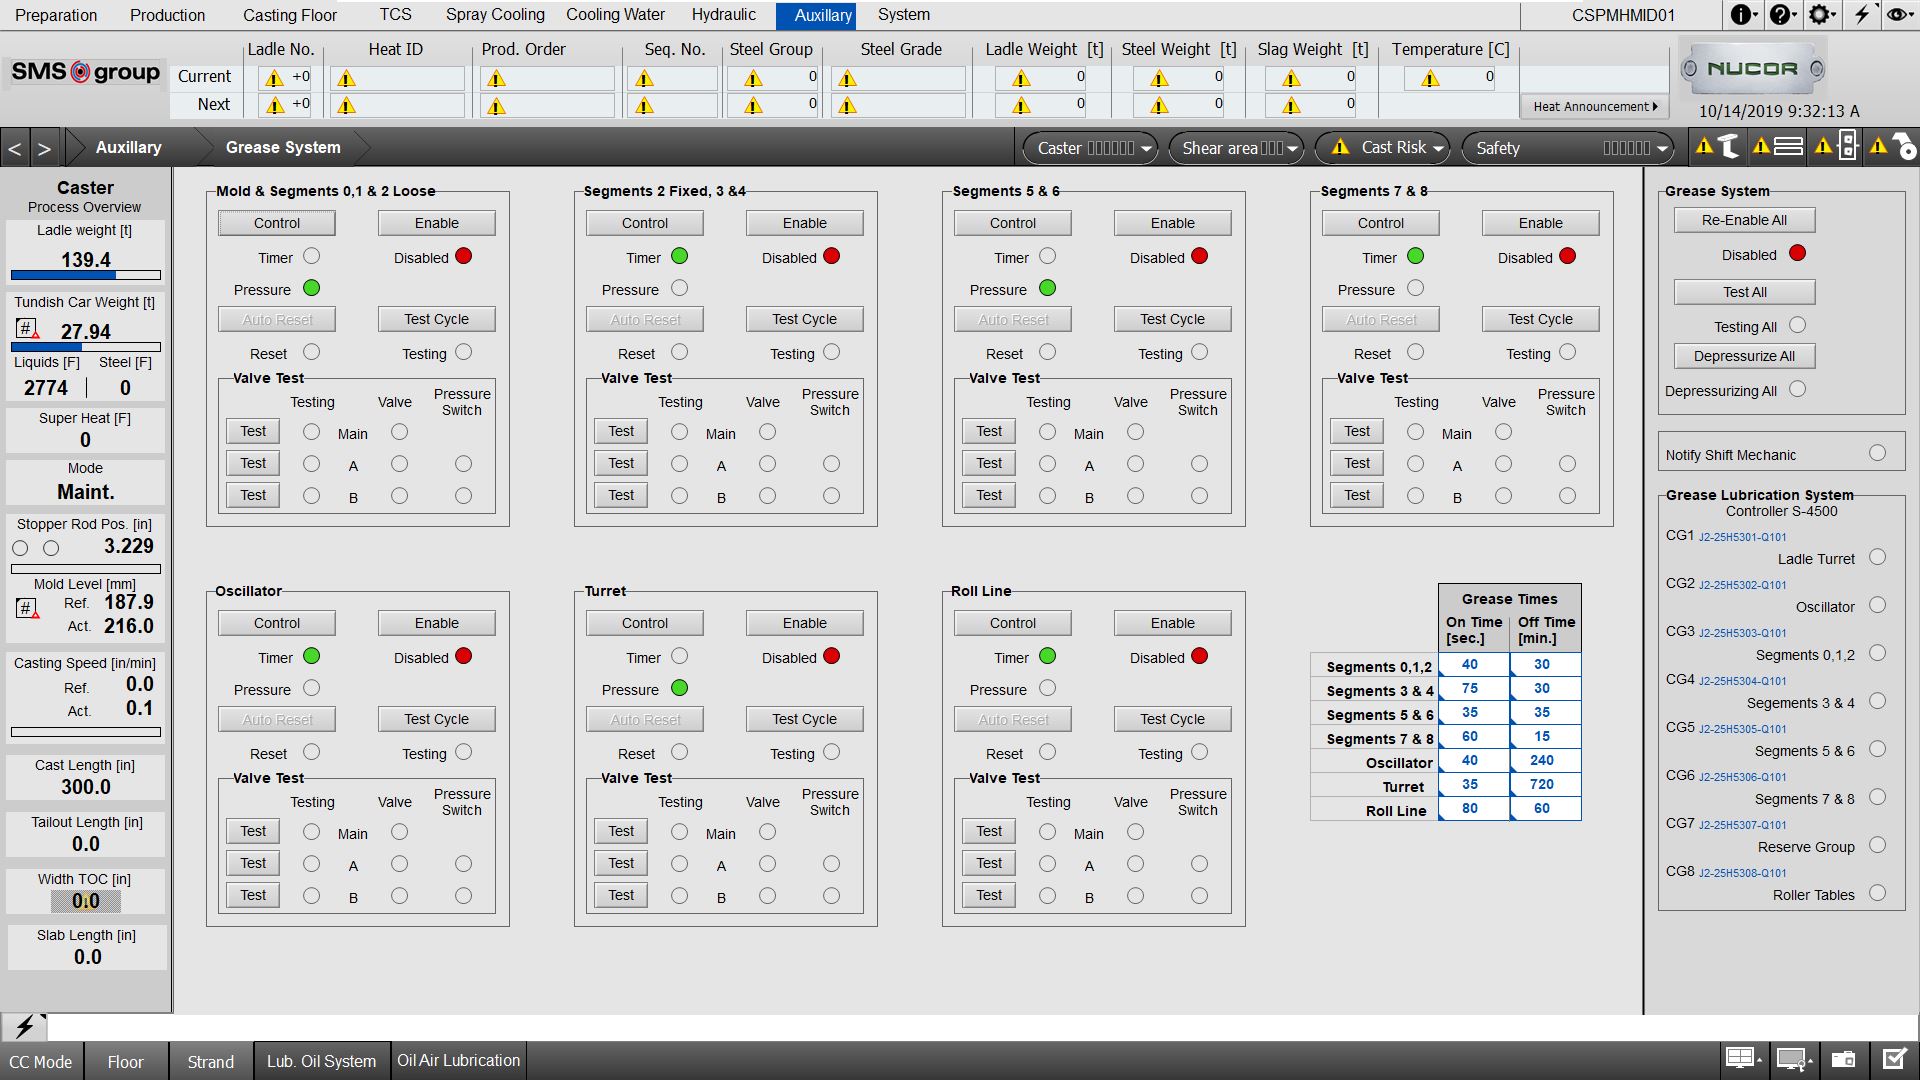 Preparation Production Casting Floor TCS Spray Cooling Cooling Water Hydraulic Auxillary System CSPMHMID01
Ladle No. Heat ID Prod. Order Seq. No. Steel Group Steel Grade Ladle Weight [t] Steel Weight [t] Slag Weight [t] Temperature [C]
SMS group Current +0 0 0 0 0 0 NUCOR
Next +0 0 0 0 0 Heat Announcement
10/14/2019 9:32:13 A
< > Auxillary Grease System Caster Shear area Cast Risk Safety
Caster
Process Overview
Ladle weight [t]
139.4
Tundish Car Weight [t]
# 27.94
Liquids [F] Steel [F]
2774 0
Super Heat [F]
0
Mode
Maint.
Stopper Rod Pos. [in]
3.229
Mold Level [mm]
# Ref. 187.9
Act. 216.0
Casting Speed [in/min]
Ref. 0.0
Act. 0.1
Cast Length [in]
300.0
Tailout Length [in]
0.0
Width TOC [in]
0.0
Slab Length [in]
0.0
Mold & Segments 0,1 & 2 Loose
Control Enable
Timer Disabled
Pressure
Auto Reset Test Cycle
Reset Testing
Valve Test
Testing Valve Pressure
Switch
Test Main
Test A
Test B
Segments 2 Fixed, 3 &4
Control Enable
Timer Disabled
Pressure
Auto Reset Test Cycle
Reset Testing
Valve Test
Testing Valve Pressure
Switch
Test Main
Test A
Test B
Segments 5 & 6
Control Enable
Timer Disabled
Pressure
Auto Reset Test Cycle
Reset Testing
Valve Test
Testing Valve Pressure
Switch
Test Main
Test A
Test B
Segments 7 & 8
Control Enable
Timer Disabled
Pressure
Auto Reset Test Cycle
Reset Testing
Valve Test
Testing Valve Pressure
Switch
Test Main
Test A
Test B
Oscillator
Control Enable
Timer Disabled
Pressure
Auto Reset Test Cycle
Reset Testing
Valve Test
Testing Valve Pressure
Switch
Test Main
Test A
Test B
Turret
Control Enable
Timer Disabled
Pressure
Auto Reset Test Cycle
Reset Testing
Valve Test
Testing Valve Pressure
Switch
Test Main
Test A
Test B
Roll Line
Control Enable
Timer Disabled
Pressure
Auto Reset Test Cycle
Reset Testing
Valve Test
Testing Valve Pressure
Switch
Test Main
Test A
Test B
Grease Times
On Time Off Time
[sec.] [min.]
Segments 0,1,2 40 30
Segments 3 & 4 75 30
Segments 5 & 6 35 35
Segments 7 & 8 60 15
Oscillator 40 240
Turret 35 720
Roll Line 80 60
Grease System
Re-Enable All
Disabled
Test All
Testing All
Depressurize All
Depressurizing All
Notify Shift Mechanic
Grease Lubrication System
Controller S-4500
CG1 J2-25H5301-Q101
Ladle Turret
CG2 J2-25H5302-Q101
Oscillator
CG3 J2-25H5303-Q101
Segments 0,1,2
CG4 J2-25H5304-Q101
Segements 3 & 4
CG5 J2-25H5305-Q101
Segments 5 & 6
CG6 J2-25H5306-Q101
Segments 7 & 8
CG7 J2-25H5307-Q101
Reserve Group
CG8 J2-25H5308-Q101
Roller Tables
CC Mode Floor Strand Lub. Oil System Oil Air Lubrication